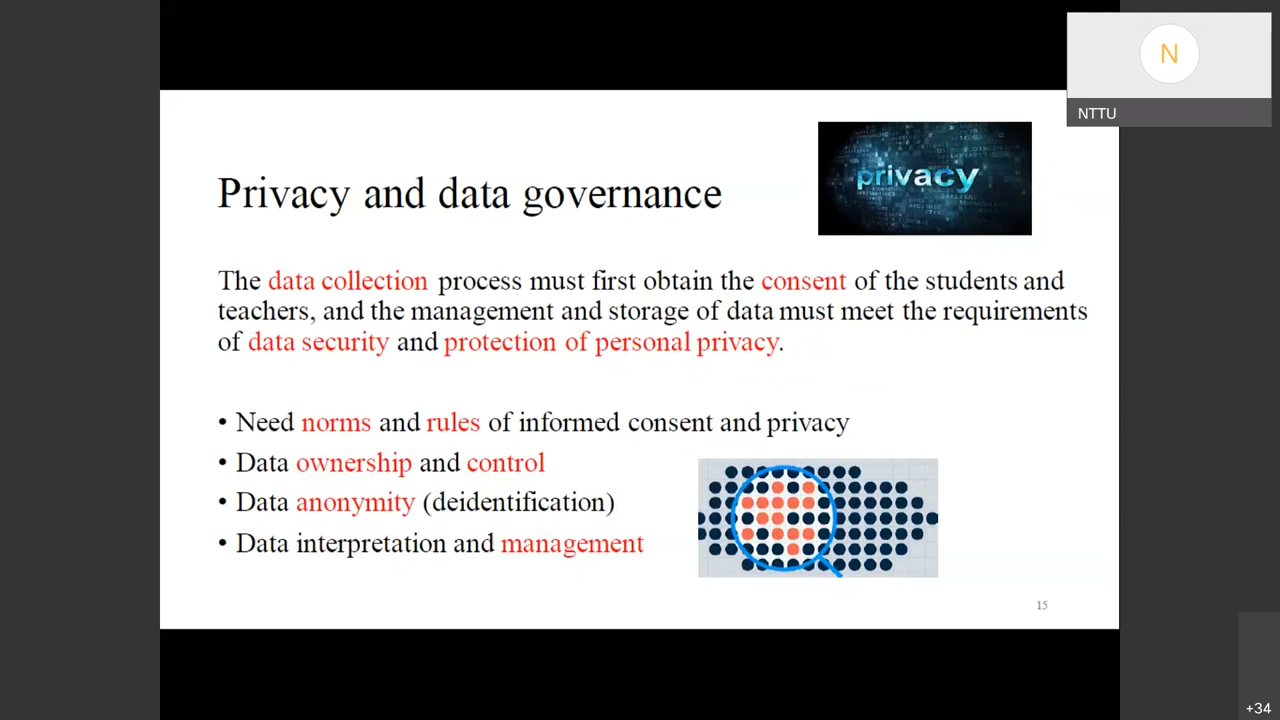 N
NTTU
privacy
Privacy and data governance
The data collection process must first obtain the consent of the students and
teachers, and the management and storage of data must meet the requirements
of data security and protection of personal privacy.
• Need norms and rules of informed consent and privacy
• Data ownership and control
• Data anonymity (deidentification)
• Data interpretation and management
15
+34